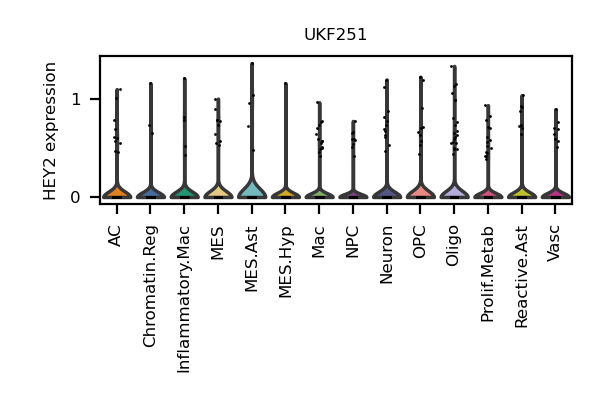 UKF251
HEY2 expression
1
0
AC
Chromatin.Reg
Inflammatory.Mac
MES
MES.Ast
MES.Hyp
Mac
NPC
Neuron
OPC
Oligo
Prolif.Metab
Reactive.Ast
Vasc